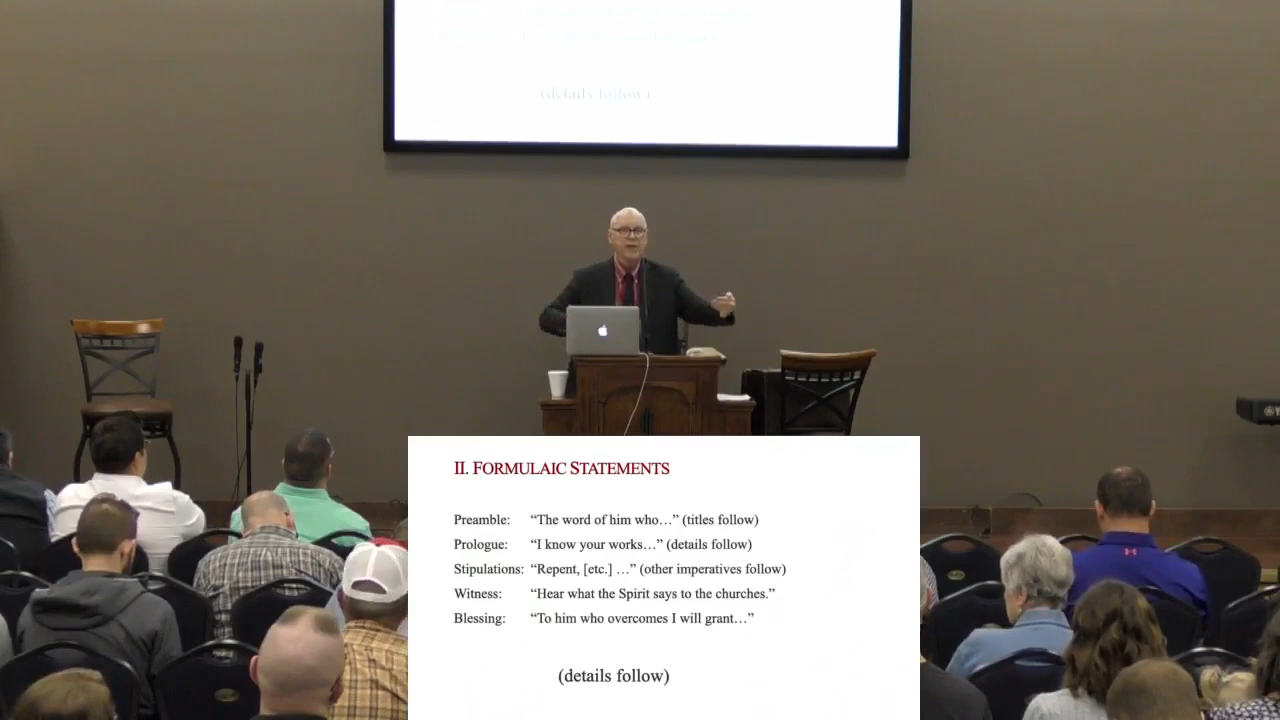 (details follow)
II. FORMULAIC STATEMENTS
Preamble: “The word of him who…” (titles follow)
Prologue: “I know your works…” (details follow)
Stipulations: “Repent, [etc.] …” (other imperatives follow)
Witness: “Hear what the Spirit says to the churches.”
Blessing: “To him who overcomes I will grant…”
(details follow)